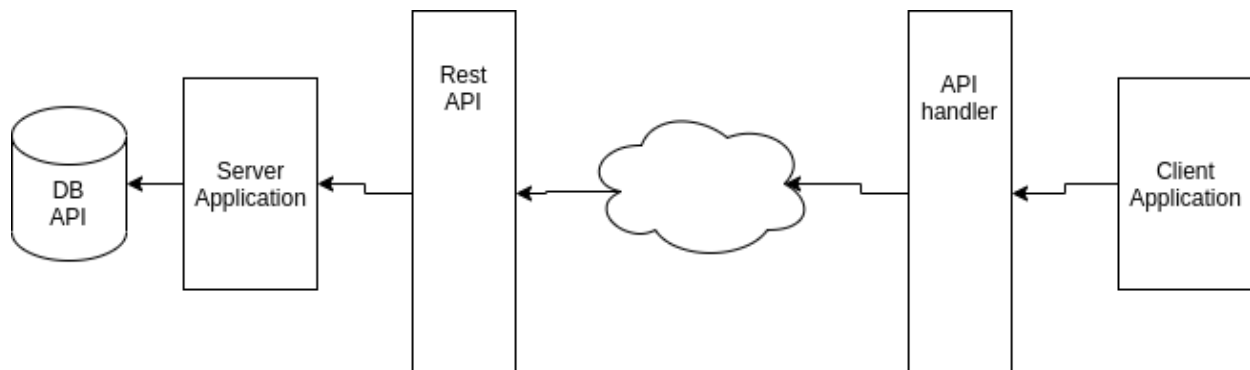 DB
API
Server
Application
Rest
API
API
handler
Client
Application